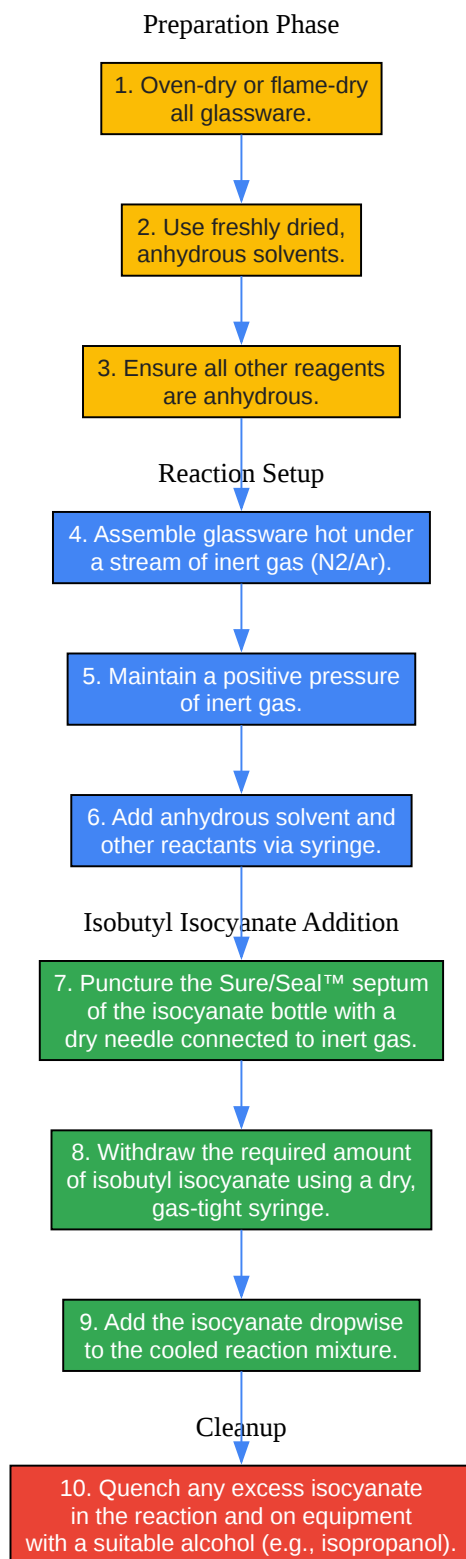 Preparation Phase
1. Oven-dry or flame-dry
all glassware.
2. Use freshly dried,
anhydrous solvents.
3. Ensure all other reagents
are anhydrous.
Reaction Setup
4. Assemble glassware hot under
a stream of inert gas (N2/Ar).
5. Maintain a positive pressure
of inert gas.
6. Add anhydrous solvent and
other reactants via syringe.
Isobutyl Isocyanate Addition
7. Puncture the Sure/Seal™ septum
of the isocyanate bottle with a
dry needle connected to inert gas.
8. Withdraw the required amount
of isobutyl isocyanate using a dry,
gas-tight syringe.
9. Add the isocyanate dropwise
to the cooled reaction mixture.
Cleanup
10. Quench any excess isocyanate
in the reaction and on equipment
with a suitable alcohol (e.g., isopropanol).